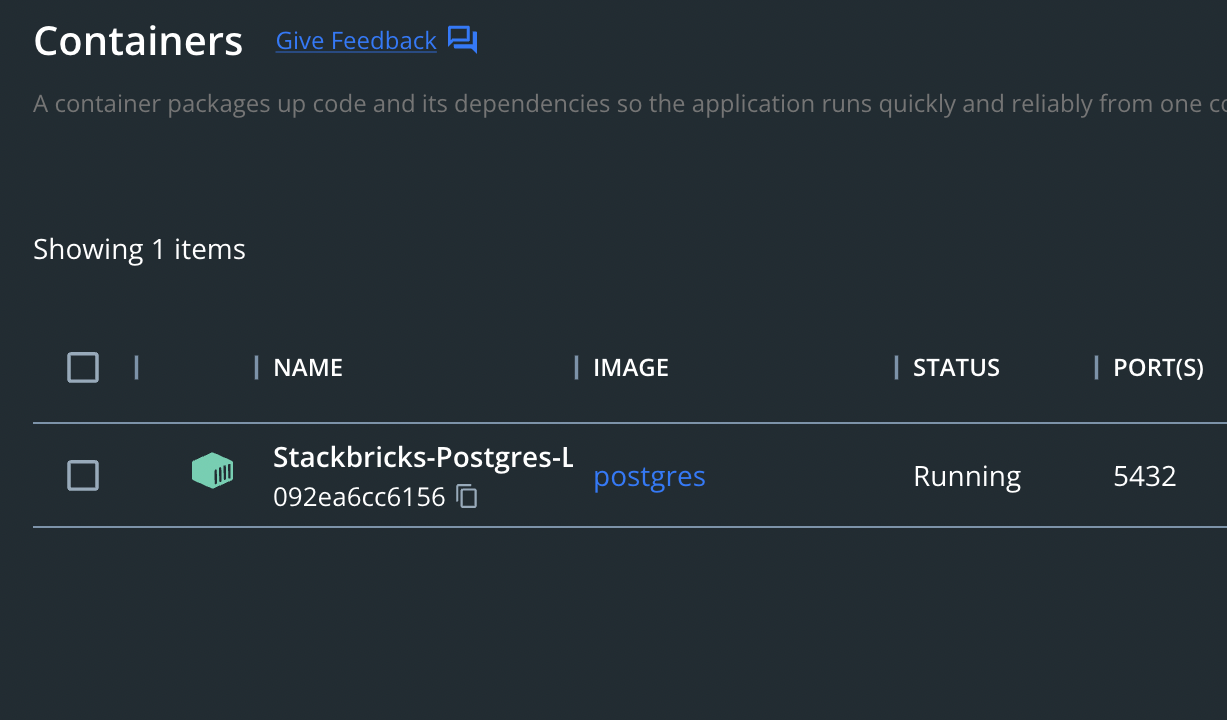 Containers Give Feedback
A container packages up code and its dependencies so the application runs quickly and reliably from one
Showing 1 items
NAME IMAGE STATUS PORT(S)
Stackbricks-Postgres-L
092ea6cc6156 postgres Running 5432